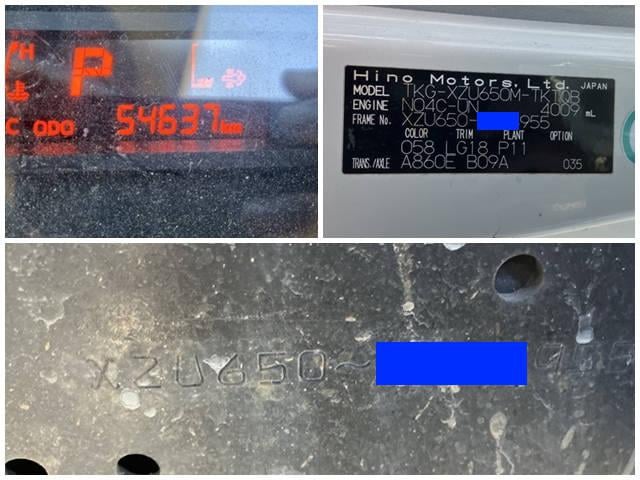 H
P
C ODO 54637km
Hino Motors, Ltd. JAPAN
MODEL TKG-XZU650M-TKTQB
ENGINE N04C-UN 4009 mL
FRAME No. XZU650- 955
COLOR TRIM PLANT OPTION
058 LG18 P11
TRANS./AXLE A860E B09A 035
XZU650- 955